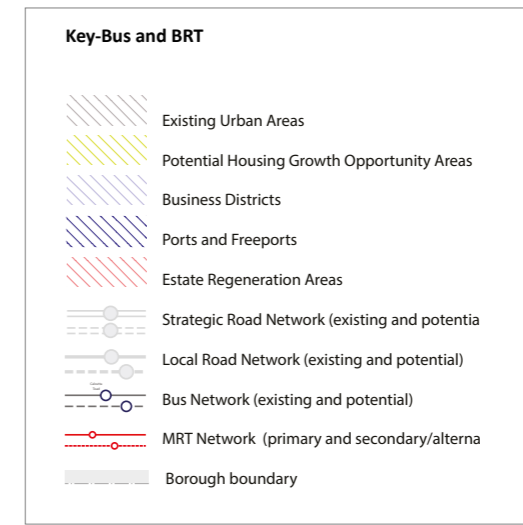 Key-Bus and BRT
Existing Urban Areas
Potential Housing Growth Opportunity Areas
Business Districts
Ports and Freeports
Estate Regeneration Areas
Strategic Road Network (existing and potentia
Local Road Network (existing and potential)
Bus Network (existing and potential)
MRT Network (primary and secondary/alterna
Borough boundary